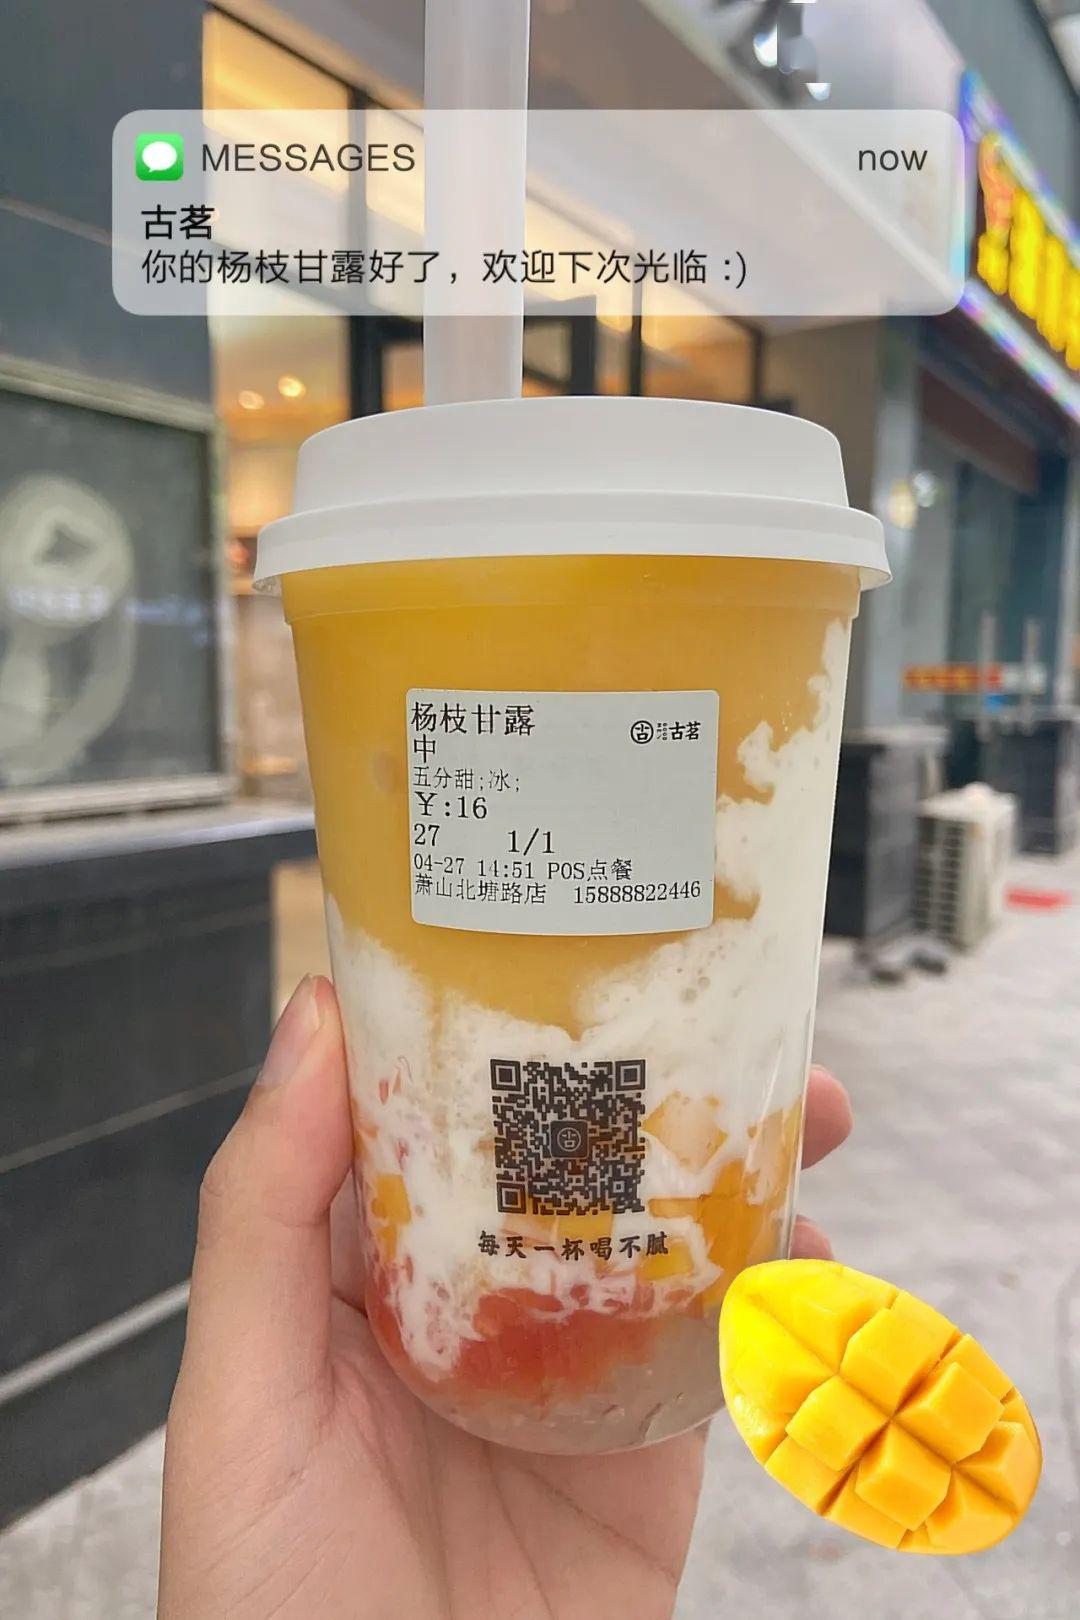 MESSAGES now
古茗
你的杨枝甘露好了，欢迎下次光临 :)
杨枝甘露
古茗
中
五分甜;冰;
¥:16
27 1/1
04-27 14:51 POS点餐
萧山北塘路店 15888822446
每天一杯喝不腻